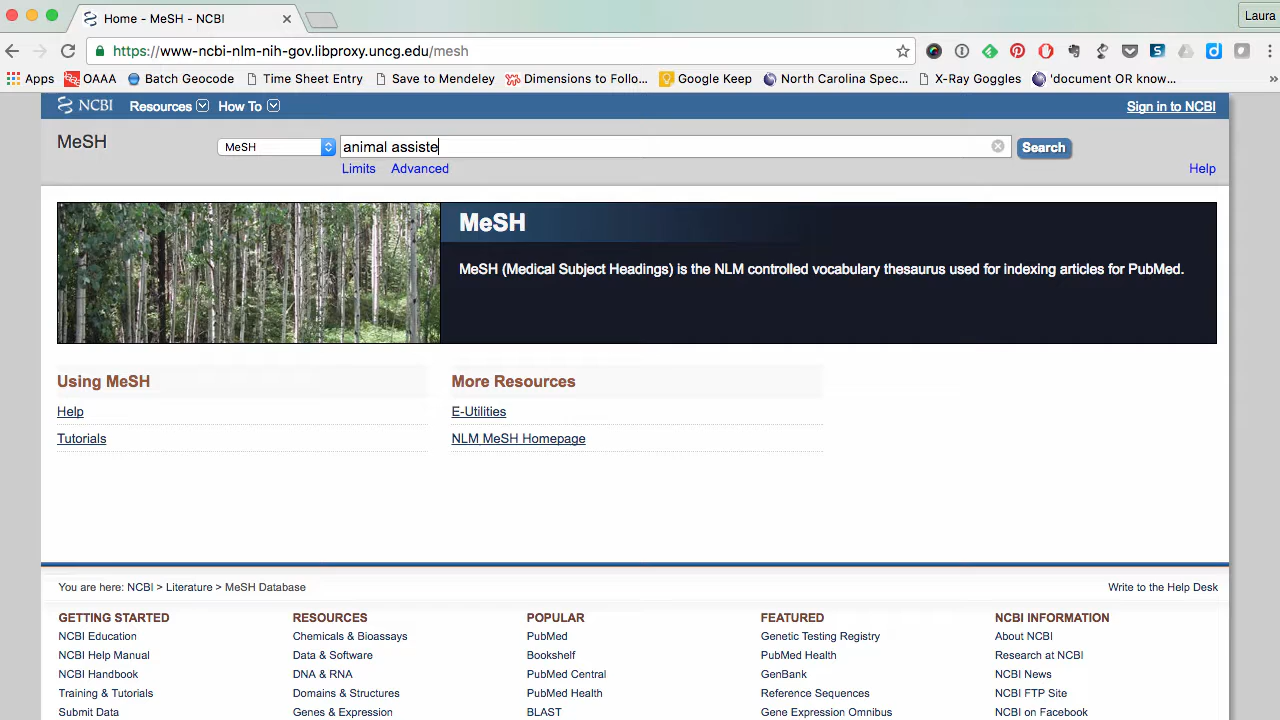 Home - MeSH - NCBI
Laura
https://www-ncbi-nlm-nih-gov.libproxy.uncg.edu/mesh
Apps OAAA Batch Geocode Time Sheet Entry Save to Mendeley Dimensions to Follo... GoogKeeper North Carolina Spec... X-Ray Goggles 'document OR know... »
NCBI Resources How To Sign in to NCBI
MeSH MeSH animal assiste Search
Limits Advanced Help
MeSH
MeSH (Medical Subject Headings) is the NLM controlled vocabulary thesaurus used for indexing articles for PubMed.
Using MeSH More Resources
Help E-Utilities
Tutorials NLM MeSH Homepage
You are here: NCBI > Literature > MeSH Database Write to the Help Desk
GETTING STARTED RESOURCES POPULAR FEATURED NCBI INFORMATION
NCBI Education Chemicals & Bioassays PubMed Genetic Testing Registry About NCBI
NCBI Help Manual Data & Software Bookshelf PubMed Health Research at NCBI
NCBI Handbook DNA & RNA PubMed Central GenBank NCBI News
Training & Tutorials Domains & Structures PubMed Health Reference Sequences NCBI FTP Site
Submit Data Genes & Expression BLAST Gene Expression Omnibus NCBI on Facebook